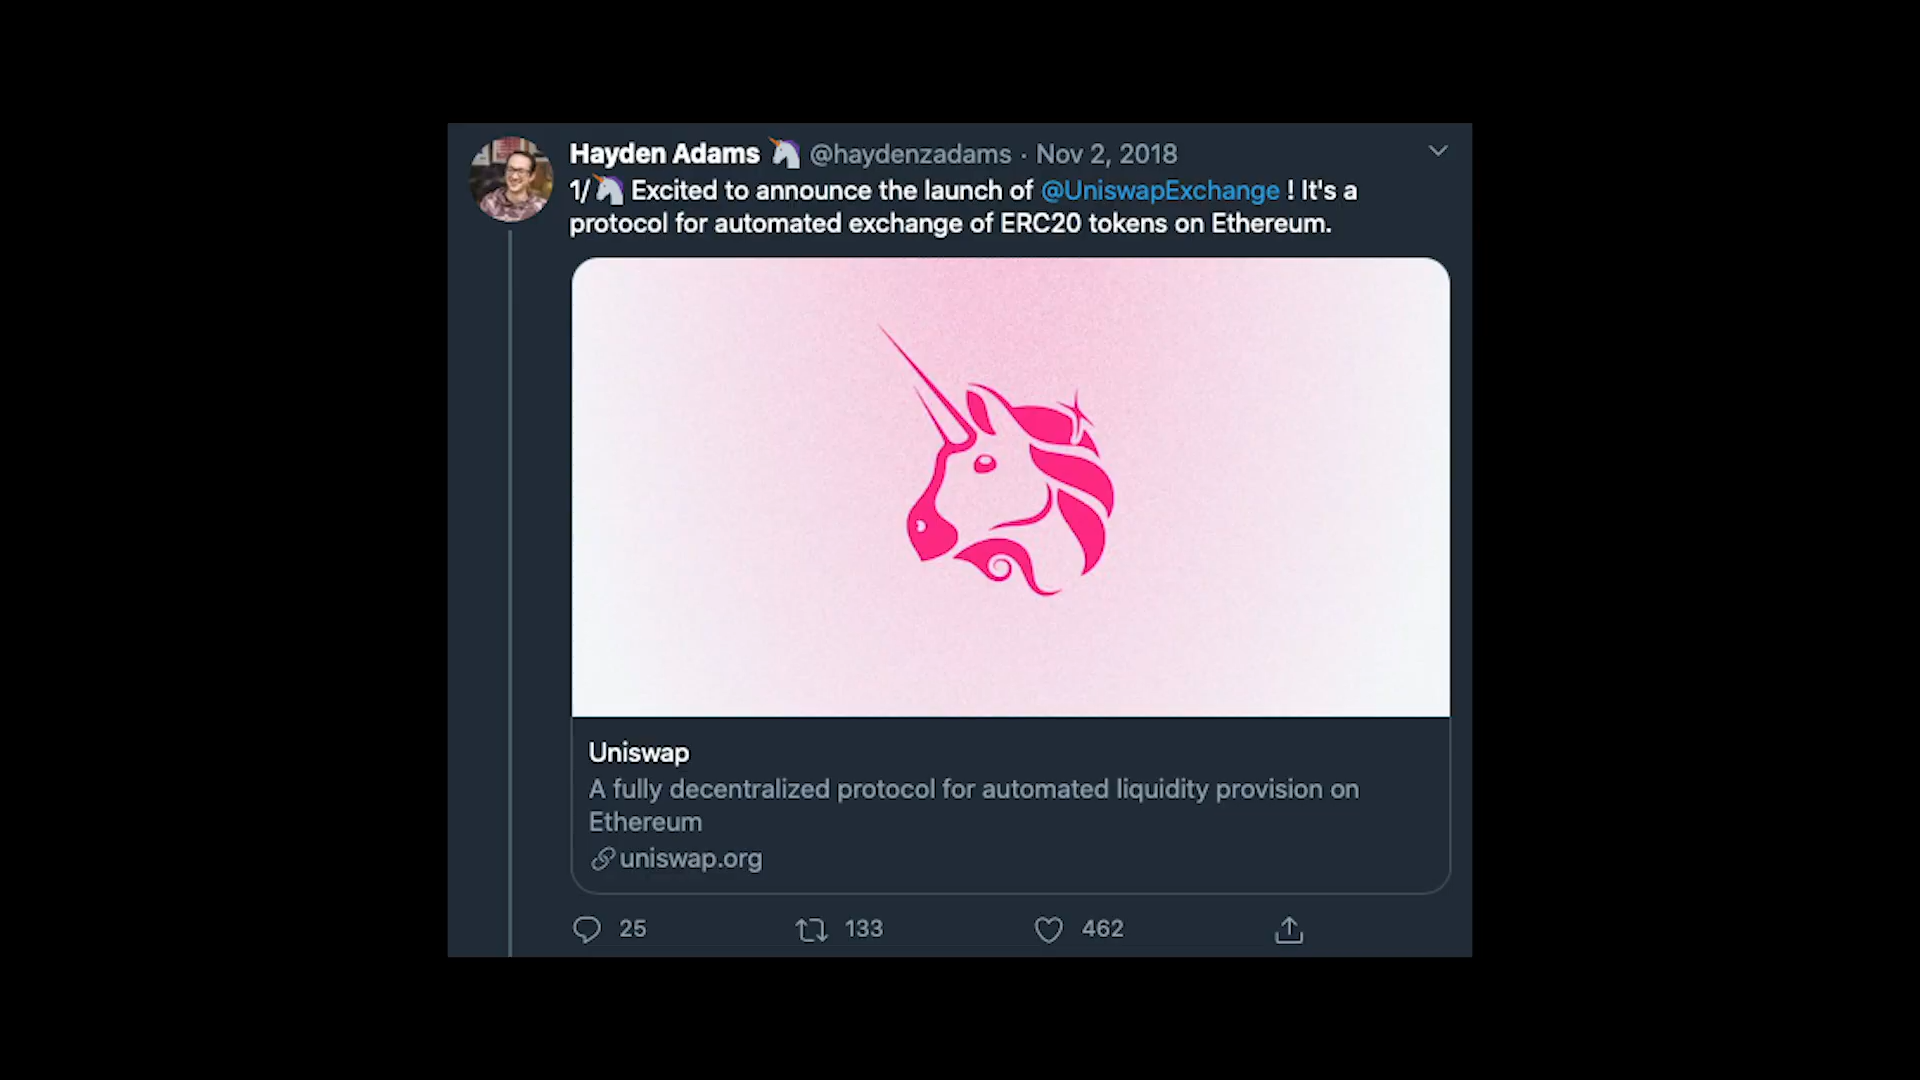 Hayden Adams 🦄 @haydenzadams · Nov 2, 2018
1/🦄 Excited to announce the launch of @UniswapExchange ! It's a
protocol for automated exchange of ERC20 tokens on Ethereum.
Uniswap
A fully decentralized protocol for automated liquidity provision on
Ethereum
uniswap.org
25 133 462